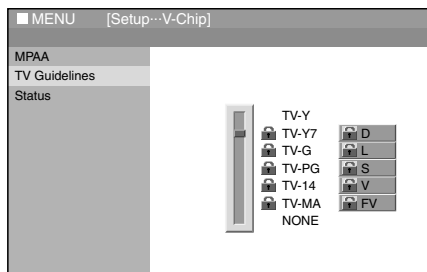 MENU [Setup···V-Chip]
MPAA
TV Guidelines
Status
TV-Y
TV-Y7 D
TV-G L
TV-PG S
TV-14 V
TV-MA FV
NONE